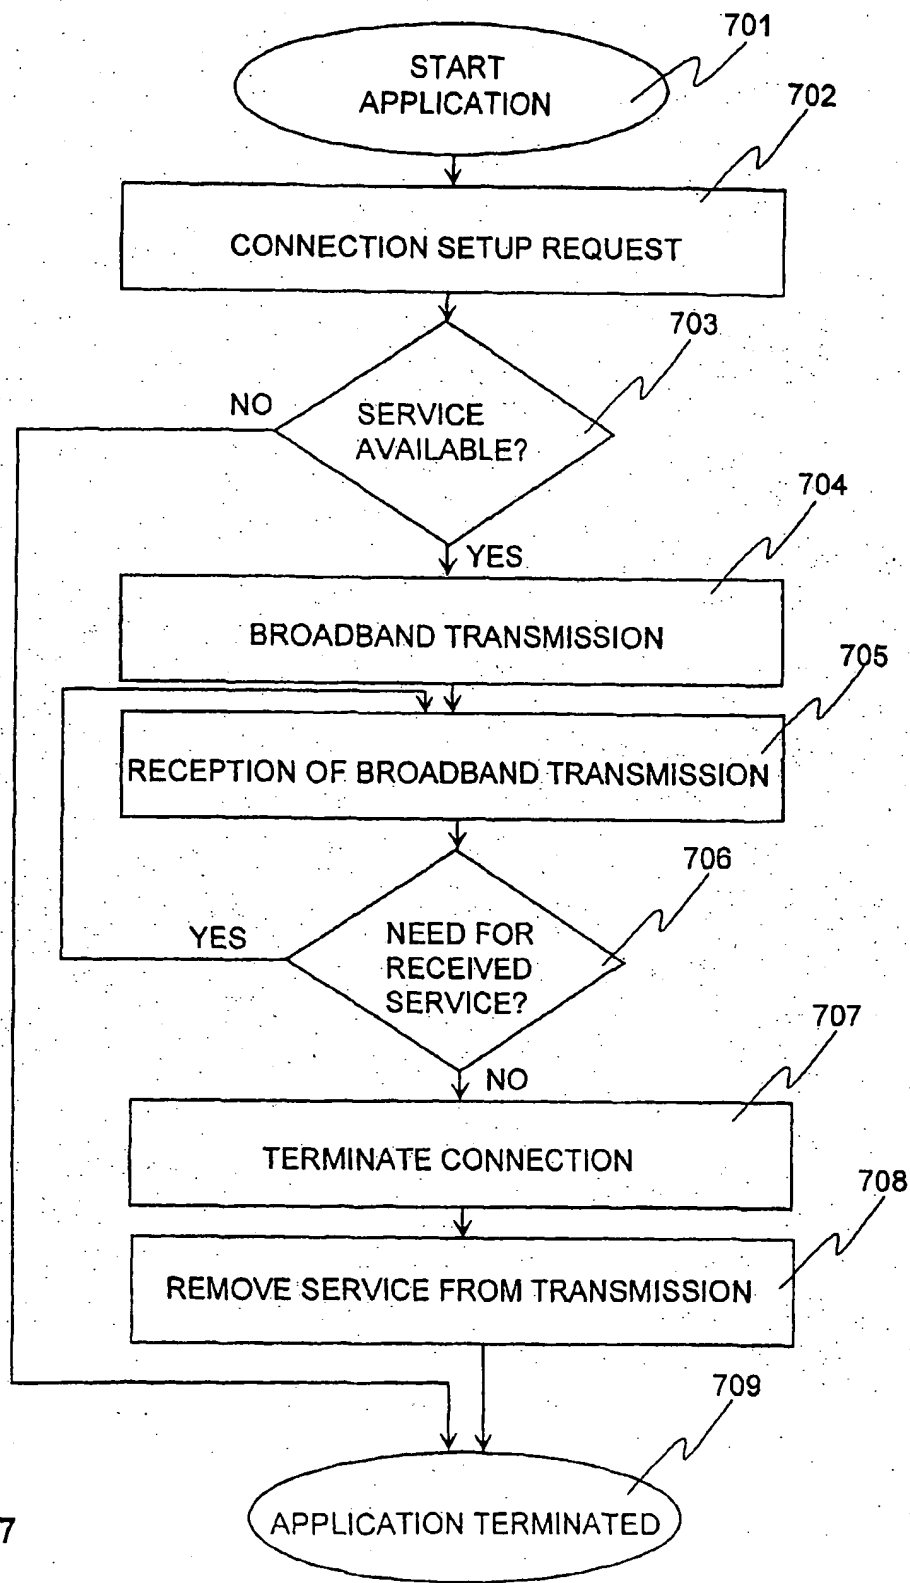 701
START
APPLICATION
702
CONNECTION SETUP REQUEST
703
NO
SERVICE
AVAILABLE?
704
YES
BROADBAND TRANSMISSION
705
RECEPTION OF BROADBAND TRANSMISSION
706
YES
NEED FOR
RECEIVED
SERVICE?
707
NO
TERMINATE CONNECTION
708
REMOVE SERVICE FROM TRANSMISSION
709
APPLICATION TERMINATED
7